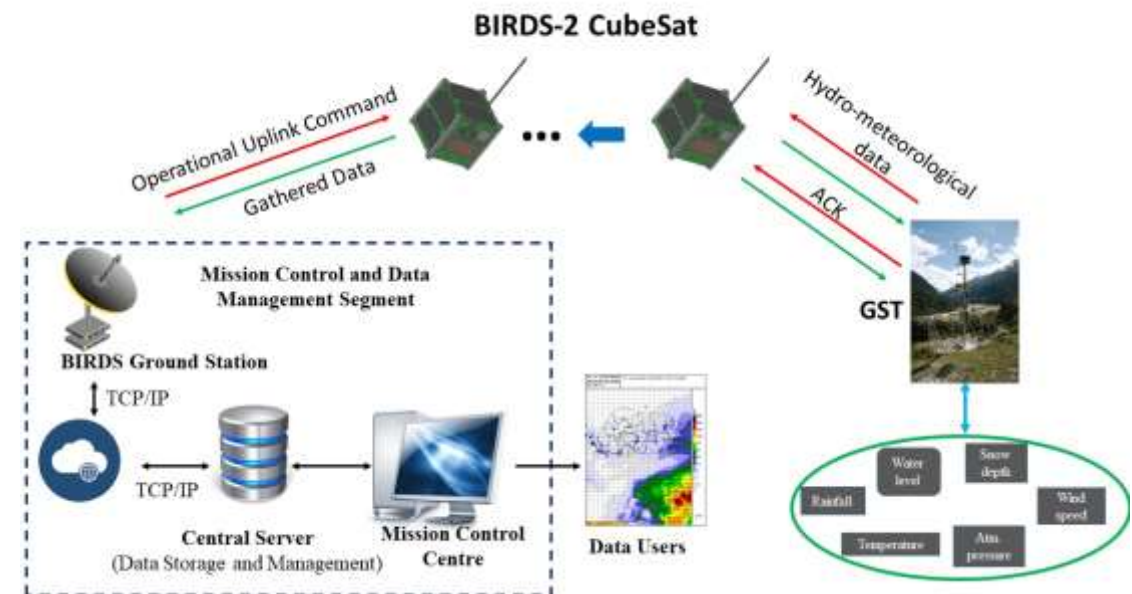 BIRDS-2 CubeSat
Operational Uplink Command
Gathered Data
Hydro-meteorological
data
ACK
GST
Mission Control and Data
Management Segment
BIRDS Ground Station
TCP/IP
TCP/IP
Central Server
(Data Storage and Management)
Mission Control
Centre
Data Users
Water
level
Snow
depth
Rainfall
Wind
speed
Temperature
Atm.
pressure